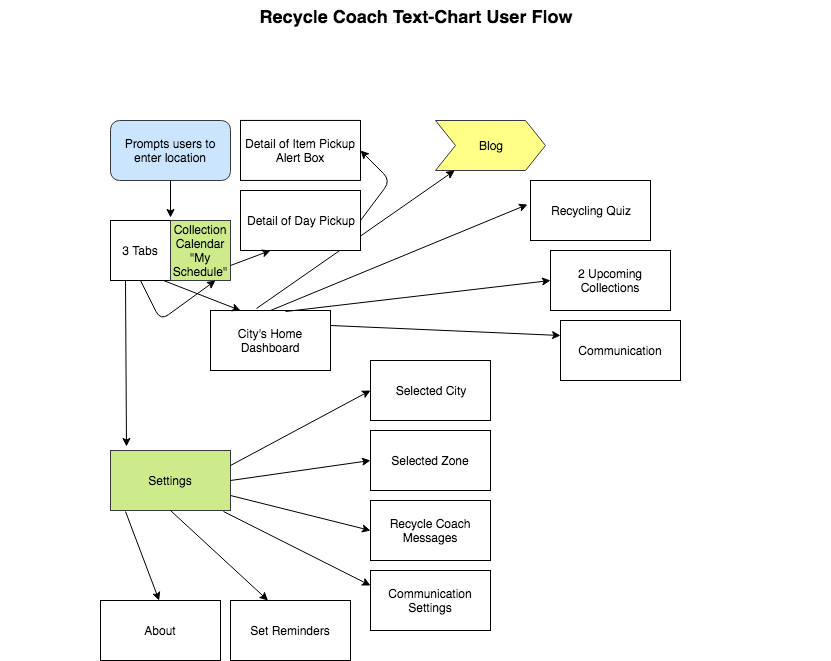 Recycle Coach Text-Chart User Flow
Prompts users to
enter location
Detail of Item Pickup
Alert Box
Blog
Detail of Day Pickup
Recycling Quiz
3 Tabs
Collection
Calendar
"My
Schedule"
2 Upcoming
Collections
City's Home
Dashboard
Communication
Selected City
Selected Zone
Settings
Recycle Coach
Messages
Communication
Settings
About
Set Reminders